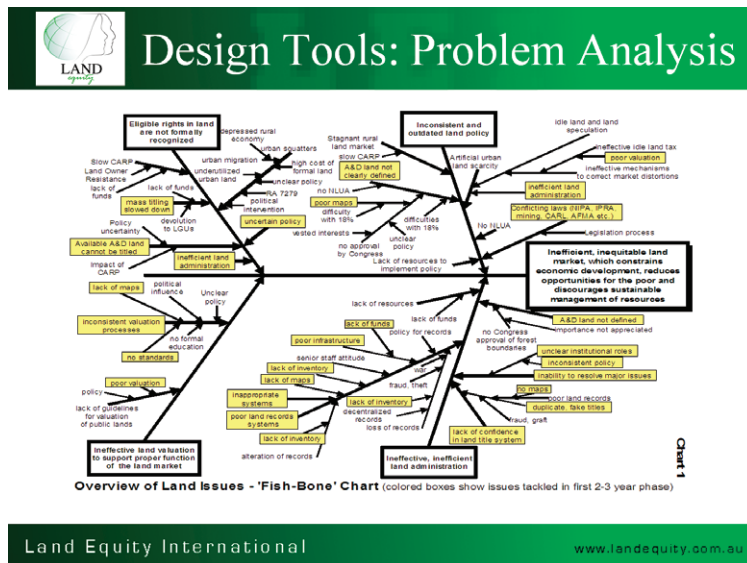 LAND
equity
Design Tools: Problem Analysis
Eligible rights in land
are not formally
recognized
depressed rural
economy
urban squatters
urban migration
high cost of
formal land
underutilized
urban land
unclear policy
RA 7279
political
intervention
uncertain policy
Slow CARP
Land Owner
Resistance
lack of
funds
lack of funds
mass titling
slowed down
devolution
to LGUs
Policy
uncertainty
Available A&D land
cannot be titled
Impact of
CARP
inefficient land
administration
Inconsistent and
outdated land policy
Stagnant rural
land market
slow CARP
A&D land not
clearly defined
no NLUA
poor maps
difficulty
with 18%
vested interests
no approval
by Congress
unclear
policy
difficulties
with 18%
Lack of resources to
implement policy
Artificial urban
land scarcity
idle land and land
speculation
ineffective idle land tax
poor valuation
ineffective mechanisms
to correct market distortions
inefficient land
administration
Conflicting laws (NIPA, IPRA,
mining, CARL, AFMA etc.)
No NLUA
Legislation process
Inefficient, inequitable land
market, which constrains
economic development, reduces
opportunities for the poor and
discourages sustainable
management of resources
lack of maps
political
influence
Unclear
policy
inconsistent valuation
processes
no formal
education
no standards
poor valuation
policy
lack of guidelines
for valuation
of public lands
Ineffective land valuation
to support proper function
of the land market
lack of resources
lack of funds
lack of funds
policy for records
poor infrastructure
senior staff attitude
war
lack of inventory
lack of maps
fraud, theft
inappropriate
systems
lack of inventory
poor land records
systems
decentralized
records
loss of records
lack of inventory
alteration of records
Ineffective, inefficient
land administration
A&D land not defined
importance not appreciated
no Congress
approval of forest
boundaries
unclear institutional roles
inconsistent policy
inability to resolve major issues
no maps
poor land records
duplicate, fake titles
fraud, graft
lack of confidence
in land title system
Chart 1
Overview of Land Issues - 'Fish-Bone' Chart (colored boxes show issues tackled in first 2-3 year phase)
Land Equity International
www.landequity.com.au